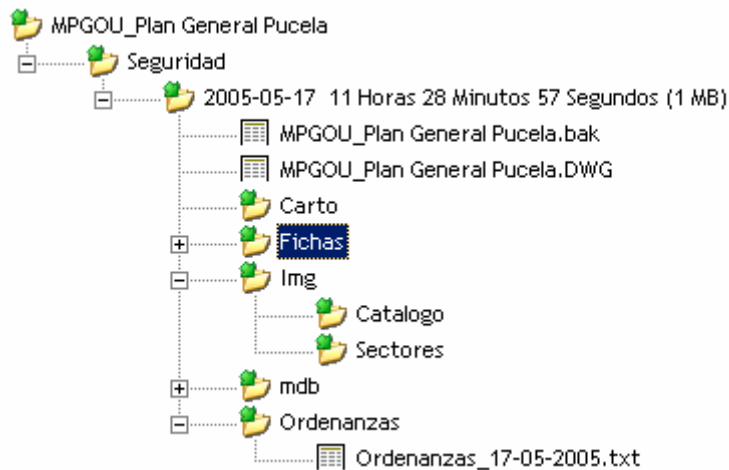 MPGOU_Plan General Pucela
Seguridad
2005-05-17 11 Horas 28 Minutos 57 Segundos (1 MB)
MPGOU_Plan General Pucela.bak
MPGOU_Plan General Pucela.DWG
Carto
Fichas
Img
Catalogo
Sectores
mdb
Ordenanzas
Ordenanzas_17-05-2005.txt